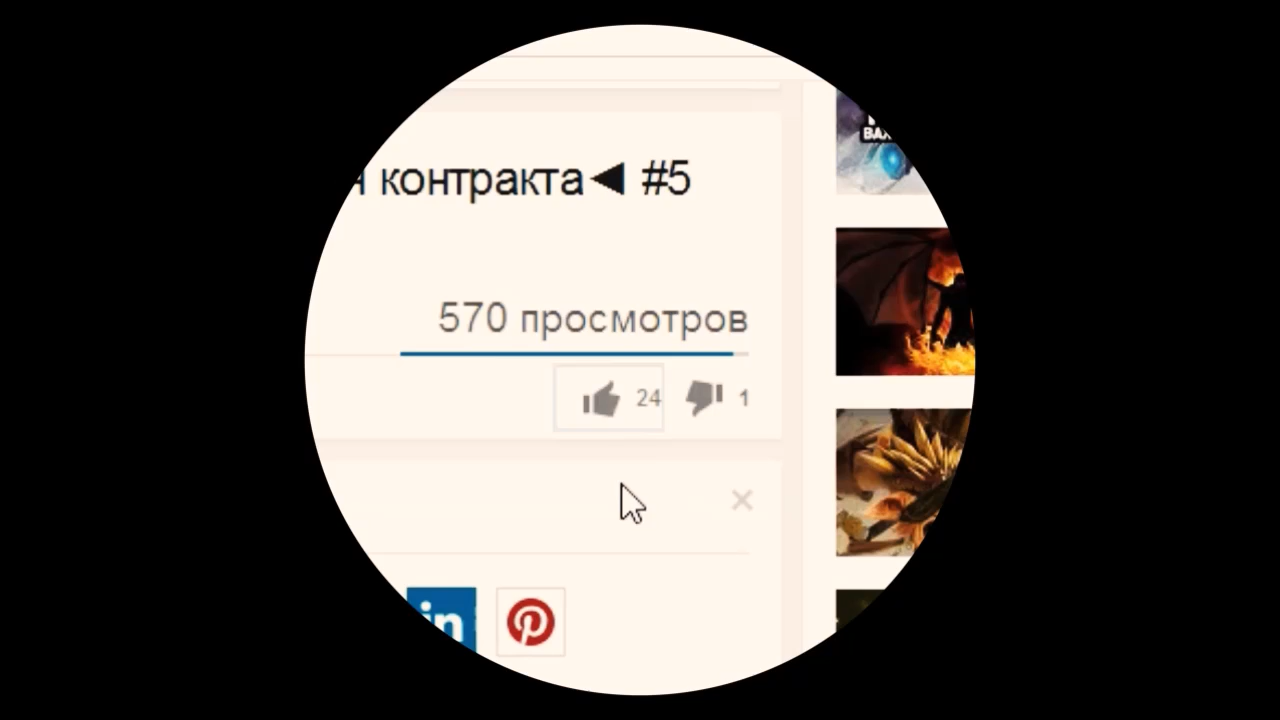 контракта◄ #5
570 просмотров
24 1
in